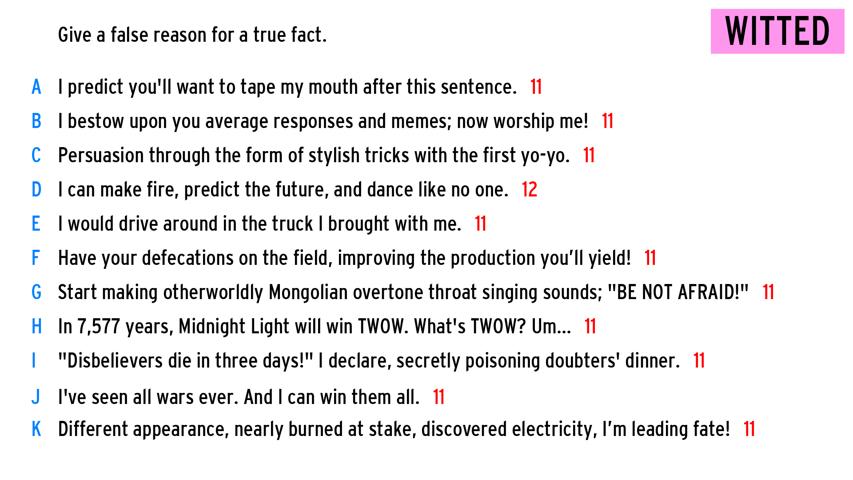 Give a false reason for a true fact.
WITTED
A I predict you'll want to tape my mouth after this sentence. 11
B I bestow upon you average responses and memes; now worship me! 11
C Persuasion through the form of stylish tricks with the first yo-yo. 11
D I can make fire, predict the future, and dance like no one. 12
E I would drive around in the truck I brought with me. 11
F Have your defecations on the field, improving the production you’ll yield! 11
G Start making otherworldly Mongolian overtone throat singing sounds; "BE NOT AFRAID!" 11
H In 7,577 years, Midnight Light will win TWOW. What's TWOW? Um... 11
I "Disbelievers die in three days!" I declare, secretly poisoning doubters' dinner. 11
J I've seen all wars ever. And I can win them all. 11
K Different appearance, nearly burned at stake, discovered electricity, I’m leading fate! 11